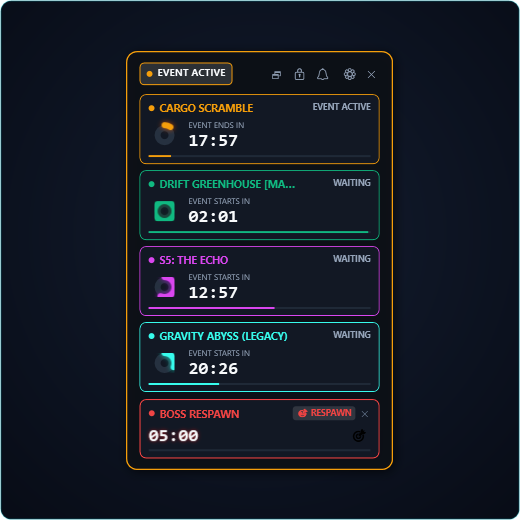 EVENT ACTIVE
CARGO SCRAMBLE EVENT ACTIVE
EVENT ENDS IN
17:57
DRIFT GREENHOUSE [MA... WAITING
EVENT STARTS IN
02:01
S5: THE ECHO WAITING
EVENT STARTS IN
12:57
GRAVITY ABYSS (LEGACY) WAITING
EVENT STARTS IN
20:26
BOSS RESPAWN RESPAWN
05:00